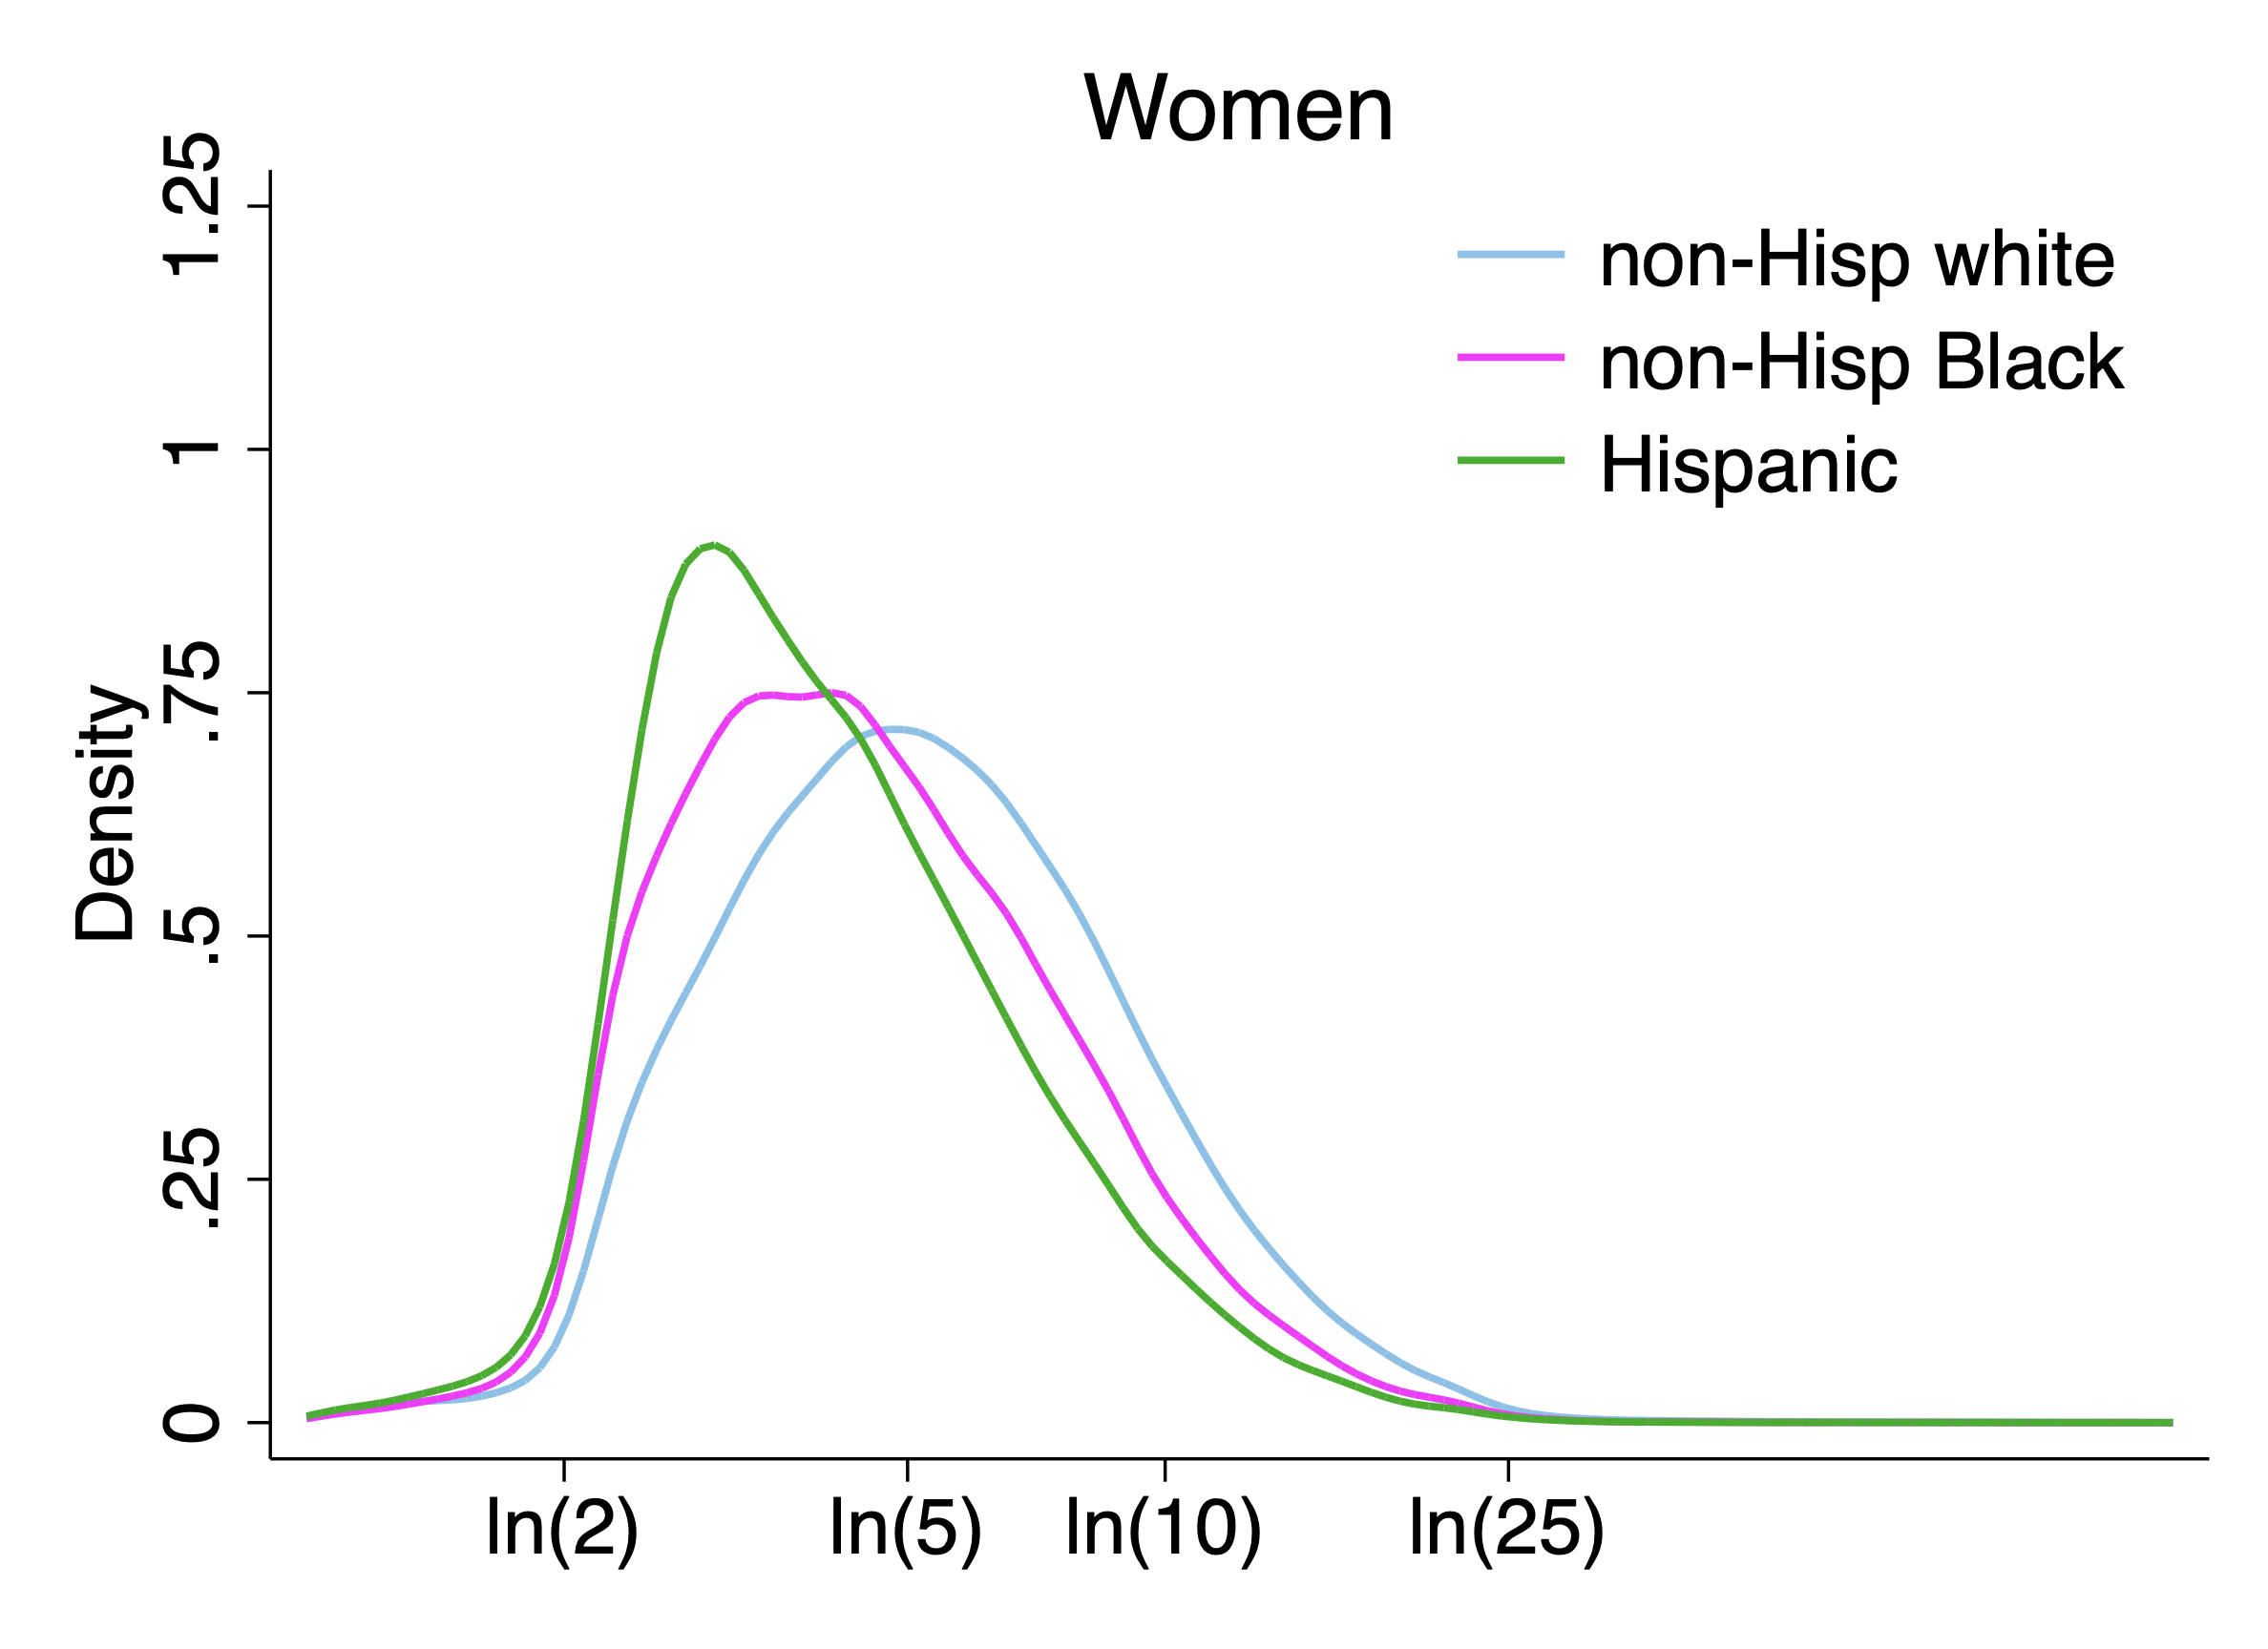 Women
non-Hisp white
non-Hisp Black
Hispanic
Density
1.25
1
.75
.5
.25
0
ln(2)
ln(5)
ln(10)
ln(25)